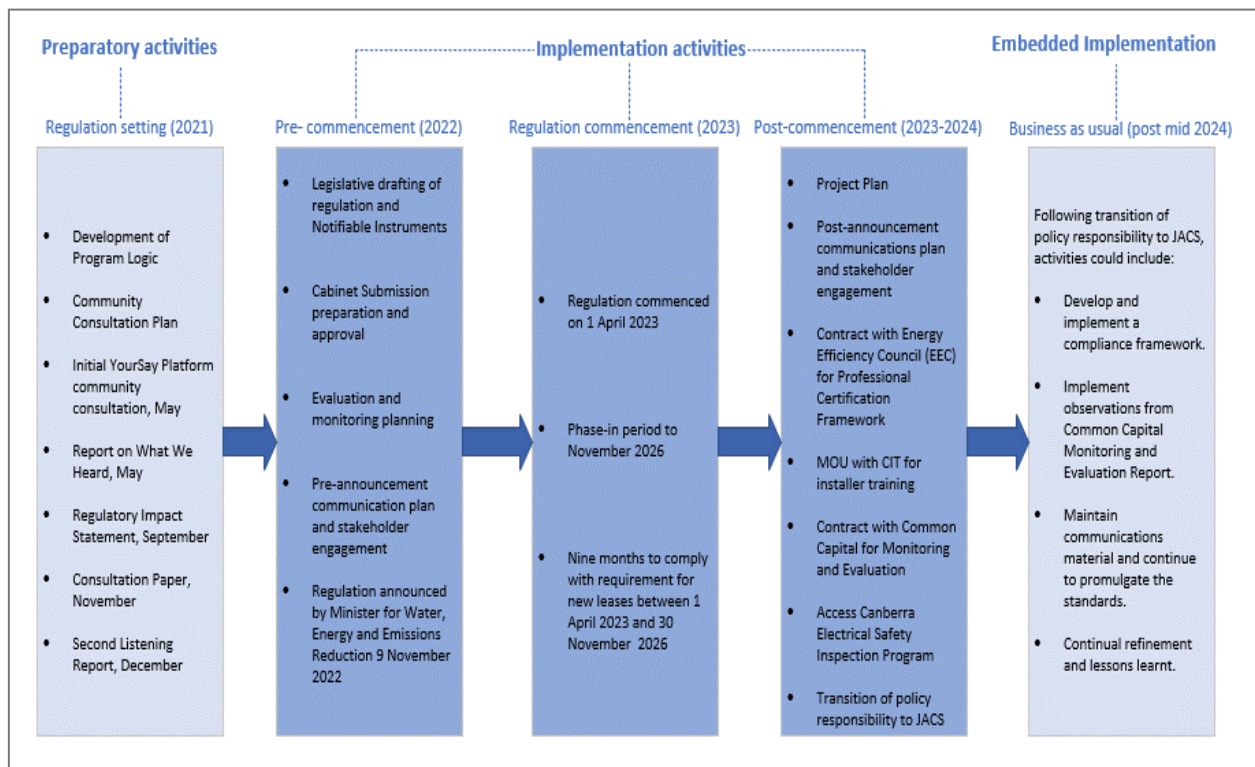 Preparatory activities
Implementation activities
Embedded Implementation
Regulation setting (2021)
Pre- commencement (2022)
Regulation commencement (2023)
Post-commencement (2023-2024)
Business as usual (post mid 2024)
• Development of
Program Logic
• Community
Consultation Plan
• Initial YourSay Platform
community
consultation, May
• Report on What We
Heard, May
• Regulatory Impact
Statement, September
• Consultation Paper,
November
• Second Listening
Report, December
• Legislative drafting of
regulation and
Notifiable Instruments
• Cabinet Submission
preparation and
approval
• Evaluation and
monitoring planning
• Pre-announcement
communication plan
and stakeholder
engagement
• Regulation announced
by Minister for Water,
Energy and Emissions
Reduction 9 November
2022
• Regulation commenced
on 1 April 2023
• Phase-in period to
November 2026
• Nine months to comply
with requirement for
new leases between 1
April 2023 and 30
November 2026
• Project Plan
• Post-announcement
communications plan
and stakeholder
engagement
• Contract with Energy
Efficiency Council (EEC)
for Professional
Certification
Framework
• MOU with CIT for
installer training
• Contract with Common
Capital for Monitoring
and Evaluation
• Access Canberra
Electrical Safety
Inspection Program
• Transition of policy
responsibility to JACS
Following transition of
policy responsibility to JACS,
activities could include:
• Develop and
implement a
compliance framework.
• Implement
observations from
Common Capital
Monitoring and
Evaluation Report.
• Maintain
communications
material and continue
to promulgate the
standards.
• Continual refinement
and lessons learnt.